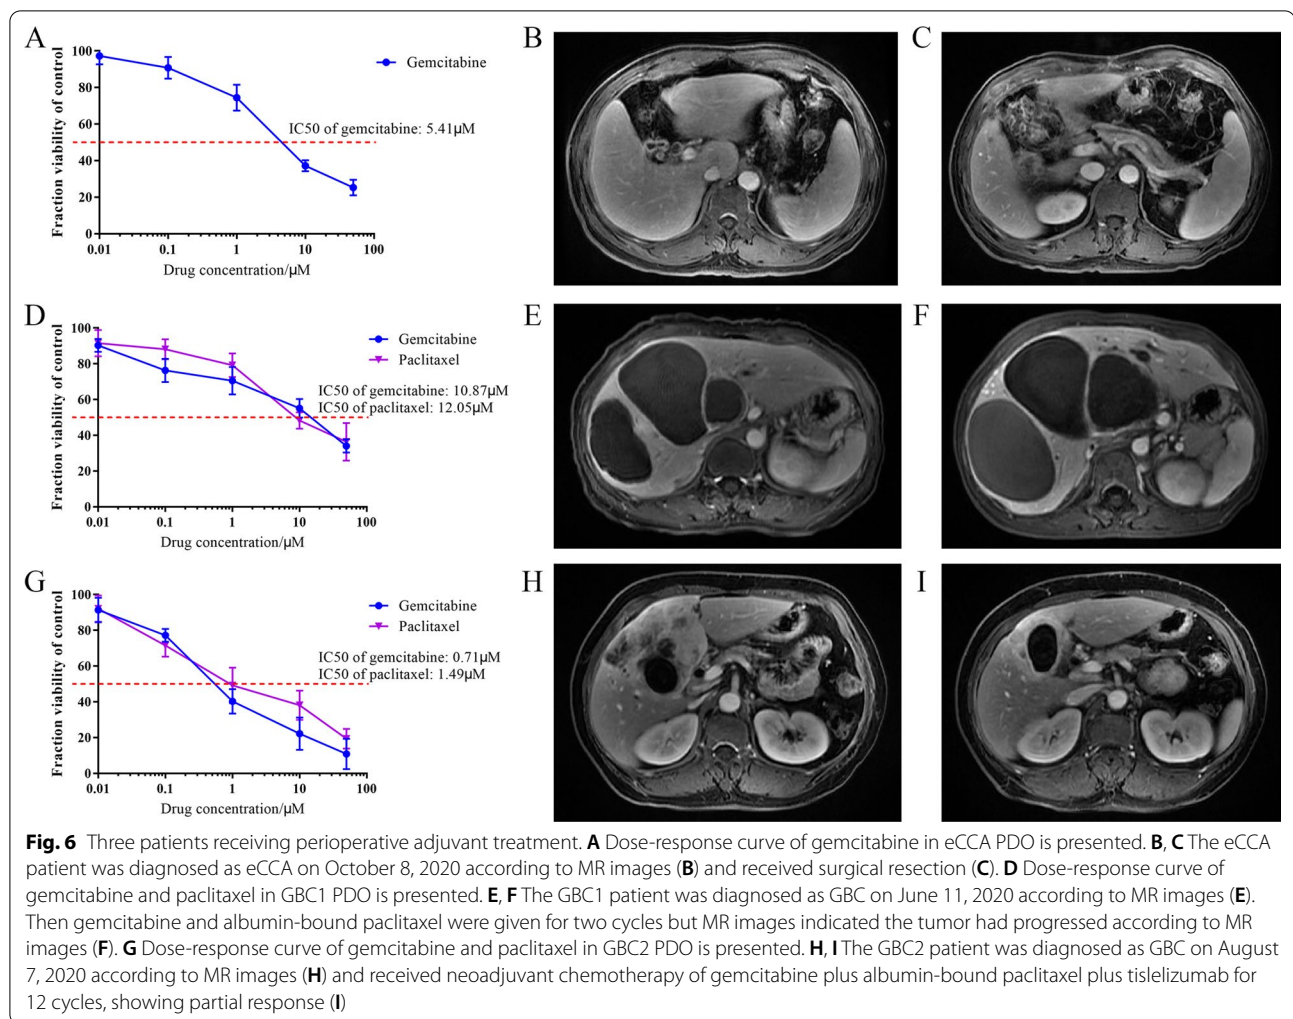 A
100
80
60
40
20
0
0.01 0.1 1 10 100
Fraction viability of control
Drug concentration/µM
Gemcitabine
IC50 of gemcitabine: 5.41µM
B
C
D
100
80
60
40
20
0
0.01 0.1 1 10 100
Fraction viability of control
Drug concentration/µM
Gemcitabine
Paclitaxel
IC50 of gemcitabine: 10.87µM
IC50 of paclitaxel: 12.05µM
E
F
G
100
80
60
40
20
0
0.01 0.1 1 10 100
Fraction viability of control
Drug concentration/µM
Gemcitabine
Paclitaxel
IC50 of gemcitabine: 0.71µM
IC50 of paclitaxel: 1.49µM
H
I
Fig. 6 Three patients receiving perioperative adjuvant treatment. A Dose-response curve of gemcitabine in eCCA PDO is presented. B, C The eCCA
patient was diagnosed as eCCA on October 8, 2020 according to MR images (B) and received surgical resection (C). D Dose-response curve of
gemcitabine and paclitaxel in GBC1 PDO is presented. E, F The GBC1 patient was diagnosed as GBC on June 11, 2020 according to MR images (E).
Then gemcitabine and albumin-bound paclitaxel were given for two cycles but MR images indicated the tumor had progressed according to MR
images (F). G Dose-response curve of gemcitabine and paclitaxel in GBC2 PDO is presented. H, I The GBC2 patient was diagnosed as GBC on August
7, 2020 according to MR images (H) and received neoadjuvant chemotherapy of gemcitabine plus albumin-bound paclitaxel plus tislelizumab for
12 cycles, showing partial response (I)